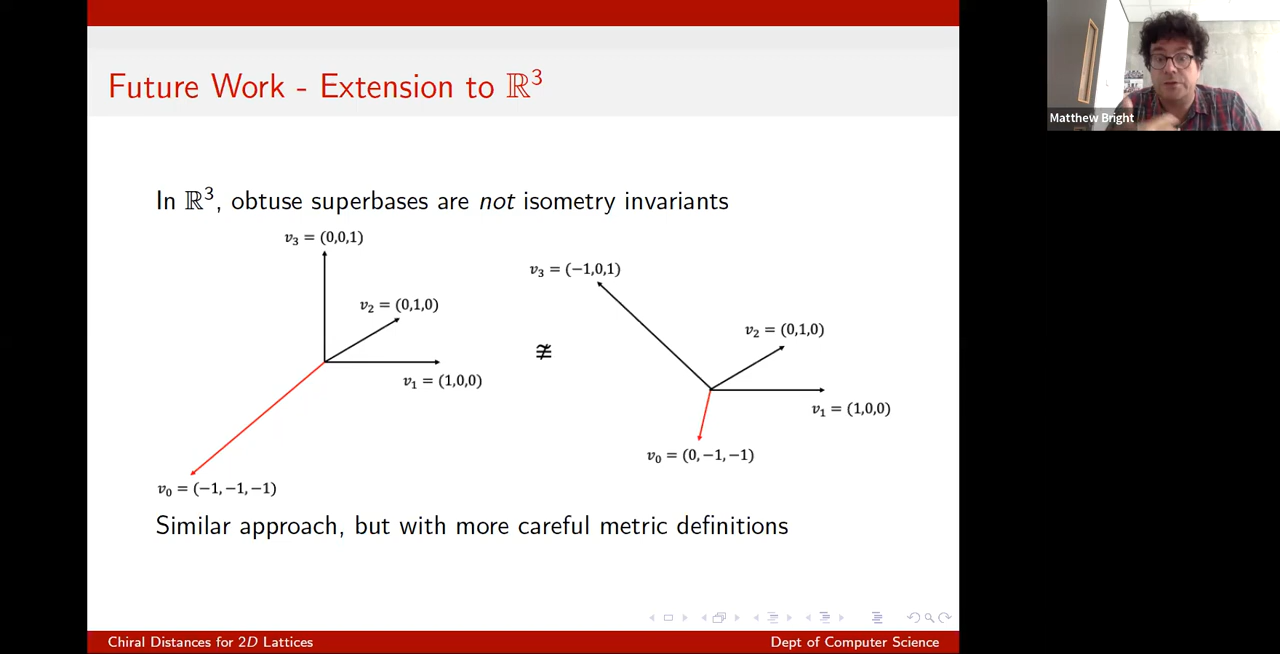 Future Work - Extension to ℝ³
Matthew Bright
In ℝ³, obtuse superbases are not isometry invariants
v₃ = (0,0,1)
v₂ = (0,1,0)
v₁ = (1,0,0)
v₀ = (−1,−1,−1)
≇
v₃ = (−1,0,1)
v₂ = (0,1,0)
v₁ = (1,0,0)
v₀ = (0,−1,−1)
Similar approach, but with more careful metric definitions
Chiral Distances for 2D Lattices
Dept of Computer Science